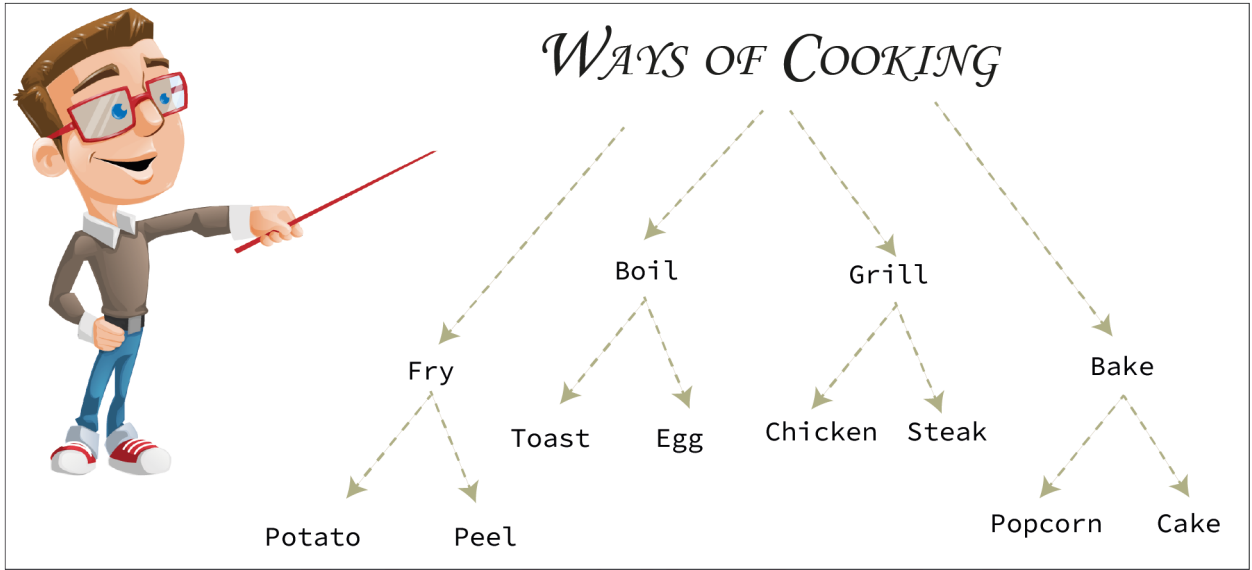 Ways of Cooking
Boil
Grill
Fry
Bake
Toast
Egg
Chicken
Steak
Potato
Peel
Popcorn
Cake